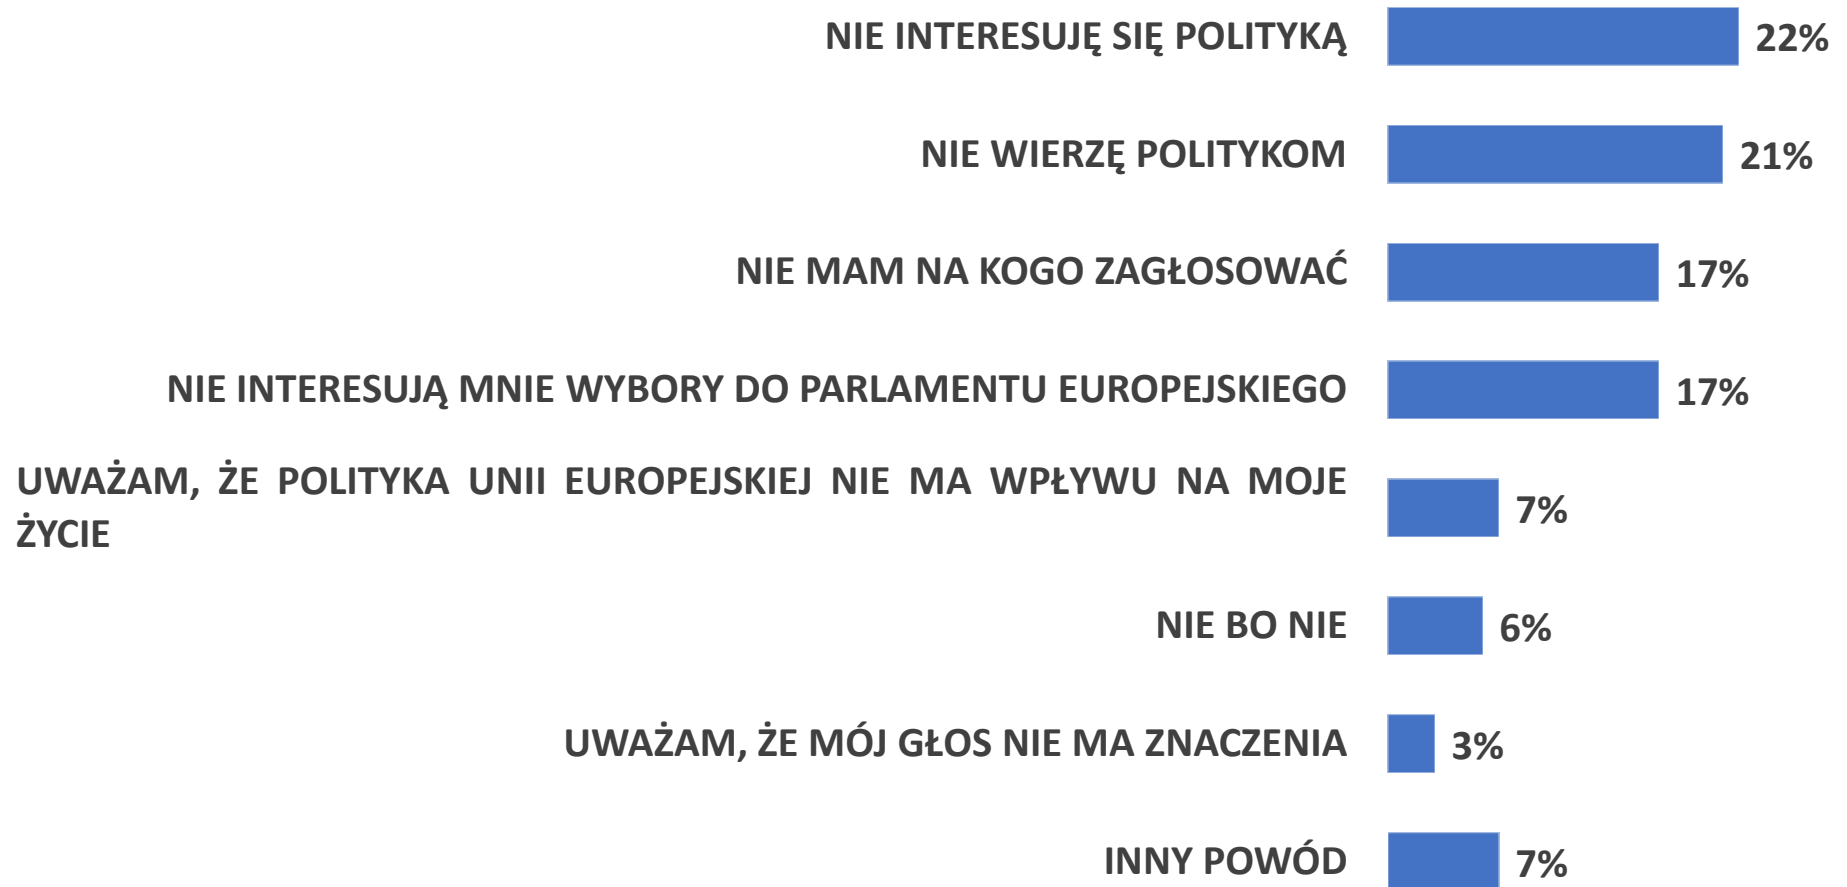 NIE INTERESUJĘ SIĘ POLITYKĄ 22%
NIE WIERZĘ POLITYKOM 21%
NIE MAM NA KOGO ZAGŁOSOWAĆ 17%
NIE INTERESUJĄ MNIE WYBORY DO PARLAMENTU EUROPEJSKIEGO 17%
UWAŻAM, ŻE POLITYKA UNII EUROPEJSKIEJ NIE MA WPŁYWU NA MOJE
ŻYCIE 7%
NIE BO NIE 6%
UWAŻAM, ŻE MÓJ GŁOS NIE MA ZNACZENIA 3%
INNY POWÓD 7%